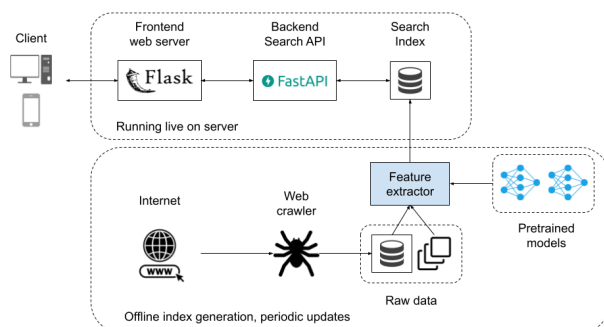 Client
Frontend
web server
Backend
Search API
Search
Index
Flask
FastAPI
Running live on server
Internet
Web
crawler
Feature
extractor
Pretrained
models
WWW
Raw data
Offline index generation, periodic updates